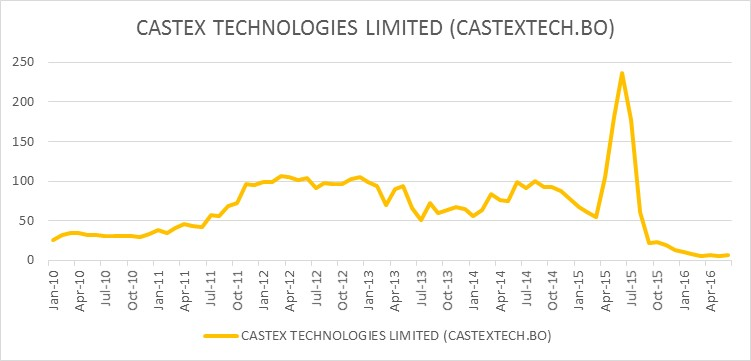 CASTEX TECHNOLOGIES LIMITED (CASTEXTECH.BO)
250
200
150
100
50
0
Jan-10
Apr-10
Jul-10
Oct-10
Jan-11
Apr-11
Jul-11
Oct-11
Jan-12
Apr-12
Jul-12
Oct-12
Jan-13
Apr-13
Jul-13
Oct-13
Jan-14
Apr-14
Jul-14
Oct-14
Jan-15
Apr-15
Jul-15
Oct-15
Jan-16
Apr-16
CASTEX TECHNOLOGIES LIMITED (CASTEXTECH.BO)